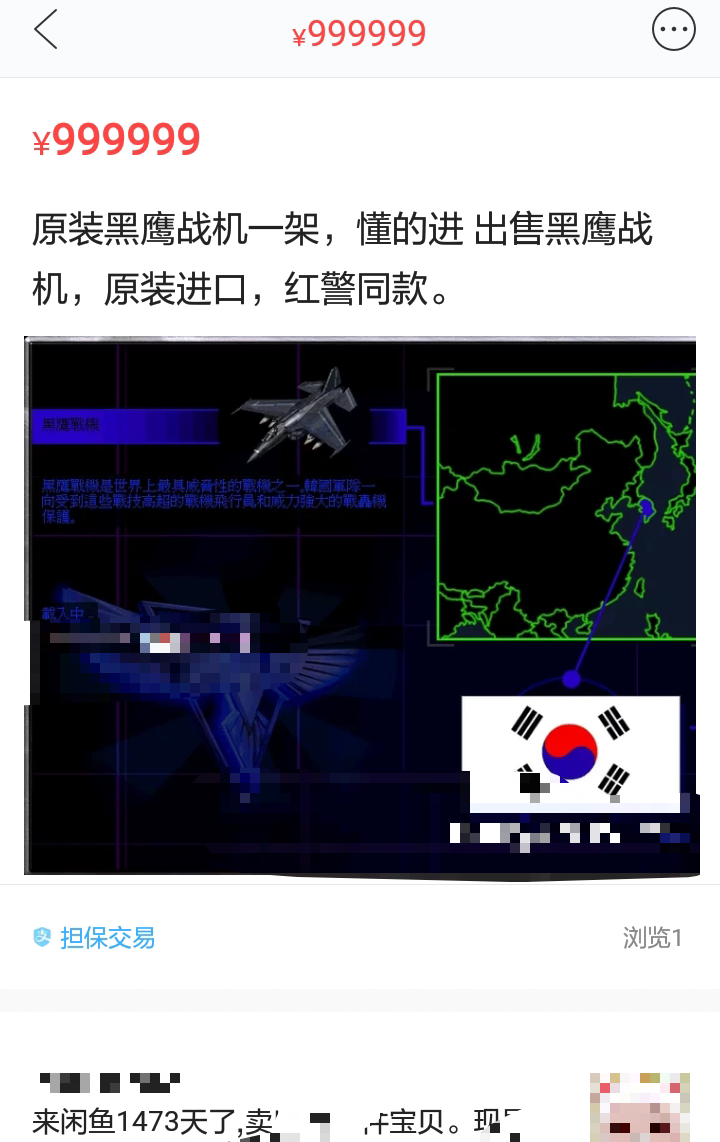 ¥999999
¥999999
原装黑鹰战机一架，懂的进 出售黑鹰战
机，原装进口，红警同款。
黑鷹戰機
黑鷹戰機是世界上最具威脅性的戰機之一,韓國軍隊一
向受到這些戰技高超的戰機飛行員和威力強大的戰轟機
保護。
載入中..
担保交易
浏览1
来闲鱼1473天了,卖
宝贝。现